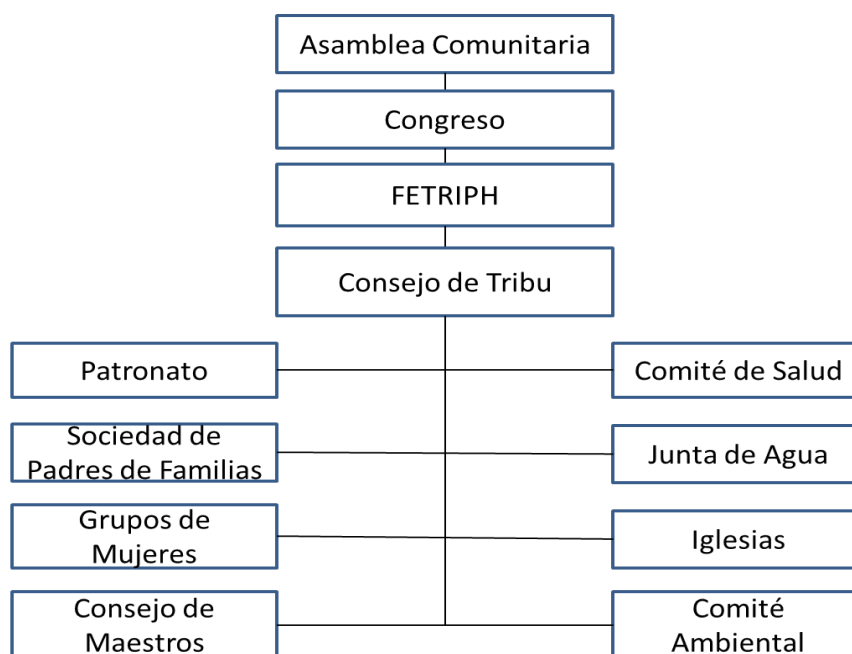 Asamblea Comunitaria
Congreso
FETRIPH
Consejo de Tribu
Patronato
Comité de Salud
Sociedad de
Padres de Familias
Junta de Agua
Grupos de
Mujeres
Iglesias
Consejo de
Maestros
Comité
Ambiental